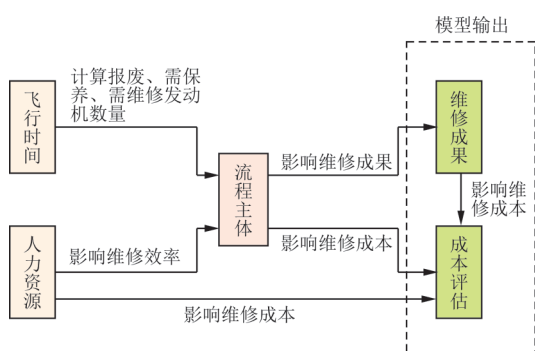 模型输出
计算报废、需保
养、需维修发动
机数量
飞行时间
维修成果
流程主体
影响维修成果
影响维
修成本
影响维修成本
人力资源
影响维修效率
成本评估
影响维修成本